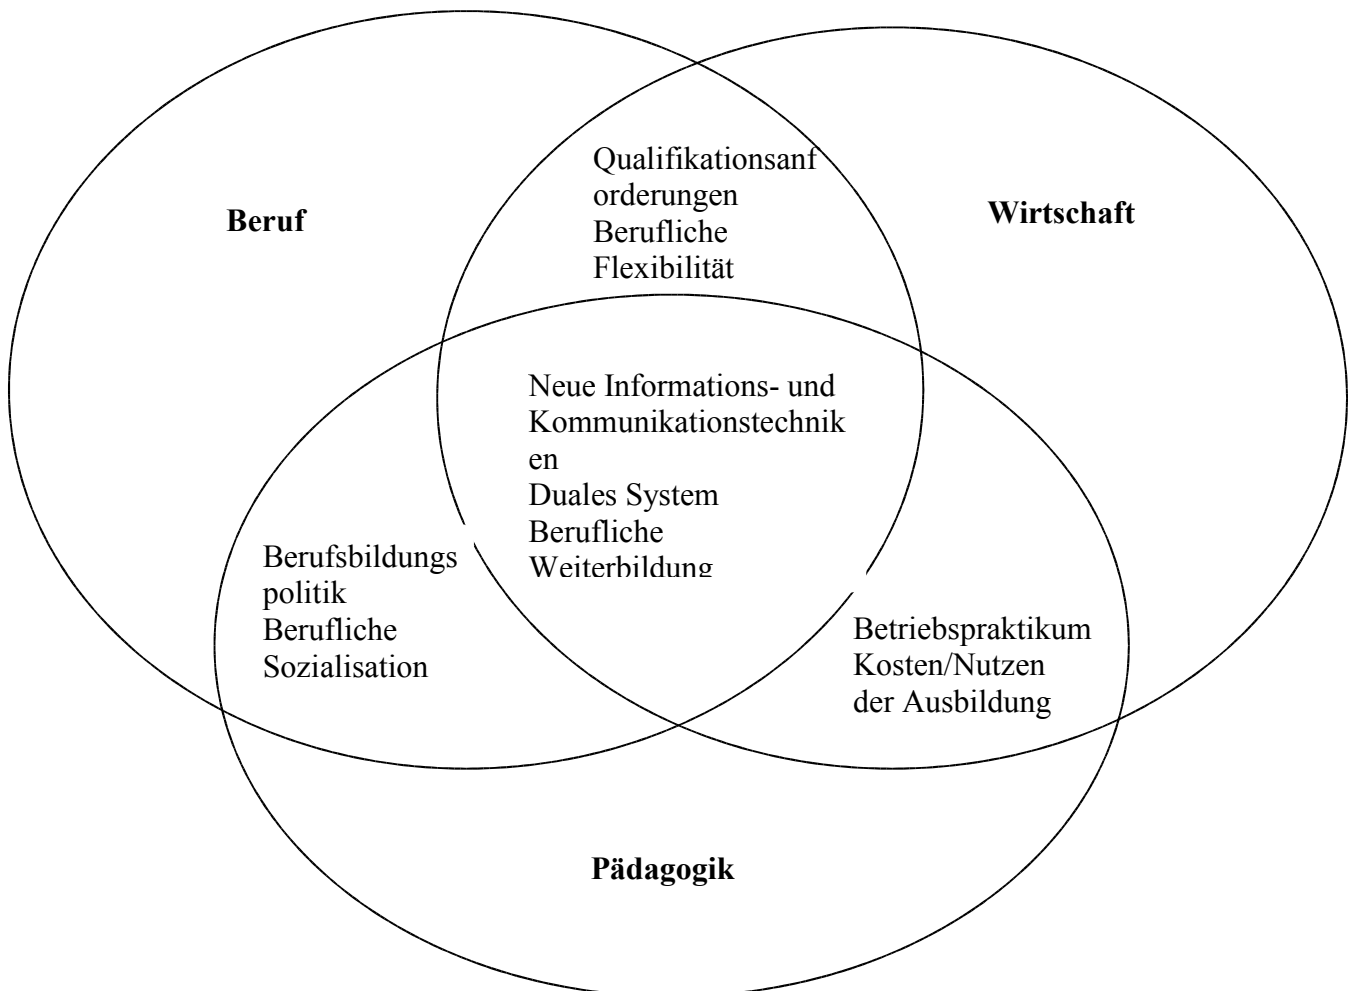 Beruf
Qualifikationsanf
orderungen
Berufliche
Flexibilität
Wirtschaft
Neue Informations- und
Kommunikationstechnik
en
Duales System
Berufliche
Weiterbildung
Berufsbildungs
politik
Berufliche
Sozialisation
Betriebspraktikum
Kosten/Nutzen
der Ausbildung
Pädagogik